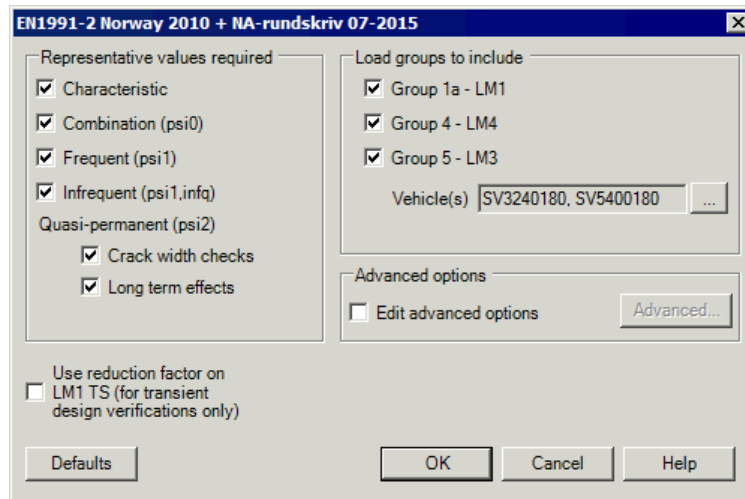 EN1991-2 Norway 2010 + NA-rundskriv 07-2015
Representative values required
Characteristic
Combination (psi0)
Frequent (psi1)
Infrequent (psi1,infq)
Quasi-permanent (psi2)
Crack width checks
Long term effects
Use reduction factor on
LM1 TS (for transient
design verifications only)
Load groups to include
Group 1a - LM1
Group 4 - LM4
Group 5 - LM3
Vehicle(s) SV3240180, SV5400180 ...
Advanced options
Edit advanced options Advanced...
Defaults OK Cancel Help